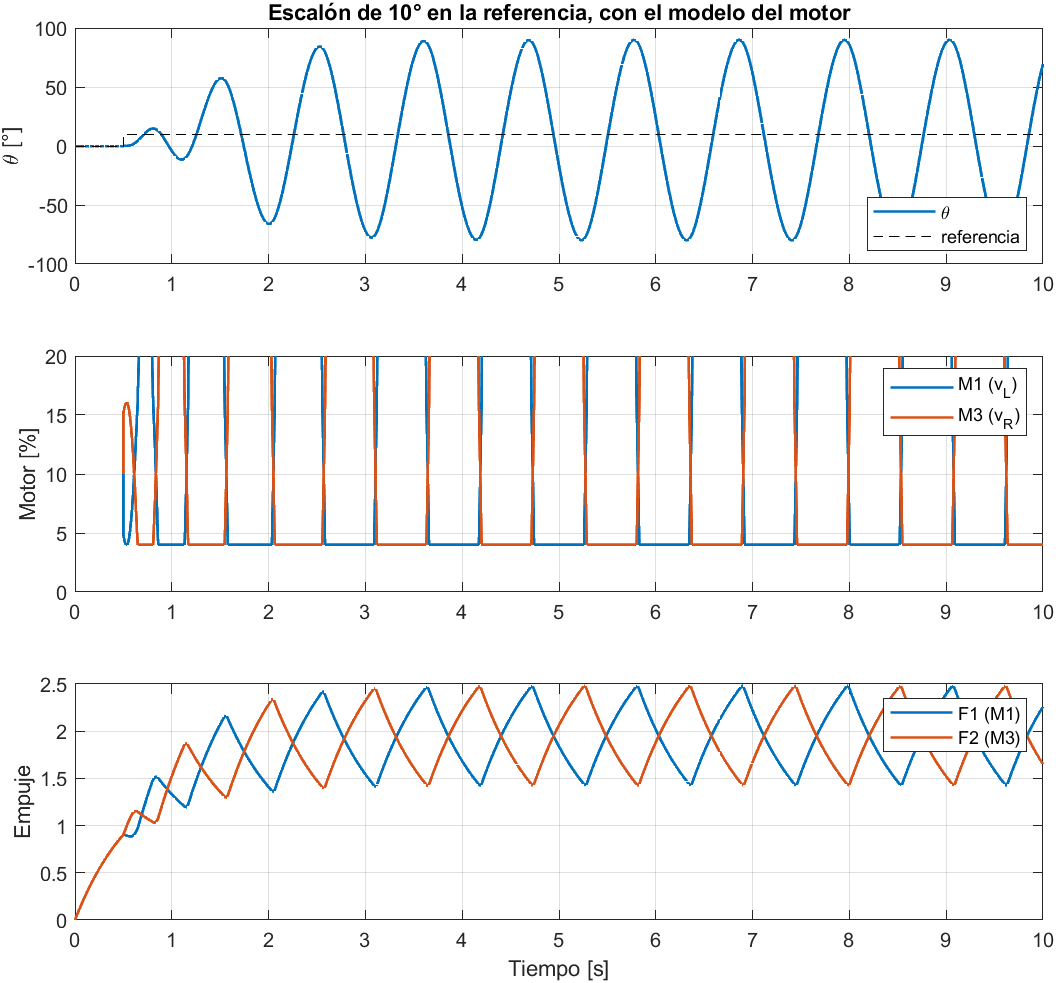 Escalón de 10° en la referencia, con el modelo del motor
100
50
0
-50
-100
θ [°]
θ
referencia
0 1 2 3 4 5 6 7 8 9 10
20
15
10
5
0
Motor [%]
M1 (v_L)
M3 (v_R)
0 1 2 3 4 5 6 7 8 9 10
2.5
2
1.5
1
0.5
0
Empuje
F1 (M1)
F2 (M3)
0 1 2 3 4 5 6 7 8 9 10
Tiempo [s]